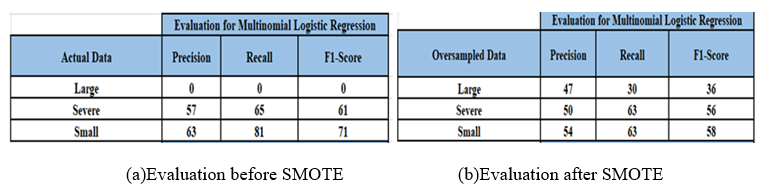 Evaluation for Multinomial Logistic Regression
Actual Data Precision Recall F1-Score
Large 0 0 0
Severe 57 65 61
Small 63 81 71
(a)Evaluation before SMOTE
Evaluation for Multinomial Logistic Regression
Oversampled Data Precision Recall F1-Score
Large 47 30 36
Severe 50 63 56
Small 54 63 58
(b)Evaluation after SMOTE